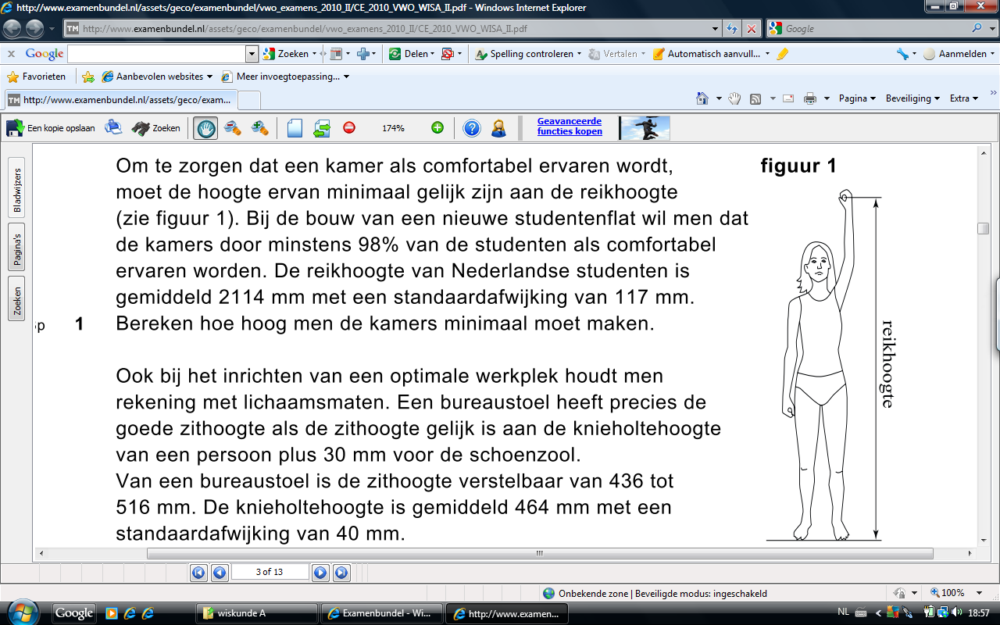 http://www.examenbundel.nl/assets/geco/examenbundel/vwo_examens_2010_II/CE_2010_VWO_WISA_II.pdf - Windows Internet Explorer
TM http://www.examenbundel.nl/assets/geco/examenbundel/vwo_examens_2010_II/CE_2010_VWO_WISA_II.pdf Google
x Google Zoeken Delen Spelling controleren Vertalen Automatisch aanvull... Aanmelden
Favorieten Aanbevolen websites Meer invoegtoepassing...
TM http://www.examenbundel.nl/assets/geco/exam... Pagina Beveiliging Extra »
Een kopie opslaan Zoeken 174% Geavanceerde functies kopen
Bladwijzers
Pagina's
Zoeken
Om te zorgen dat een kamer als comfortabel ervaren wordt,
moet de hoogte ervan minimaal gelijk zijn aan de reikhoogte
(zie figuur 1). Bij de bouw van een nieuwe studentenflat wil men dat
de kamers door minstens 98% van de studenten als comfortabel
ervaren worden. De reikhoogte van Nederlandse studenten is
gemiddeld 2114 mm met een standaardafwijking van 117 mm.
1 Bereken hoe hoog men de kamers minimaal moet maken.
Ook bij het inrichten van een optimale werkplek houdt men
rekening met lichaamsmaten. Een bureaustoel heeft precies de
goede zithoogte als de zithoogte gelijk is aan de knieholtehoogte
van een persoon plus 30 mm voor de schoenzool.
Van een bureaustoel is de zithoogte verstelbaar van 436 tot
516 mm. De knieholtehoogte is gemiddeld 464 mm met een
standaardafwijking van 40 mm.
figuur 1
reikhoogte
3 of 13
Onbekende zone | Beveiligde modus: ingeschakeld 100%
Google wiskunde A Examenbundel - Wi... http://www.examen... NL 18:57